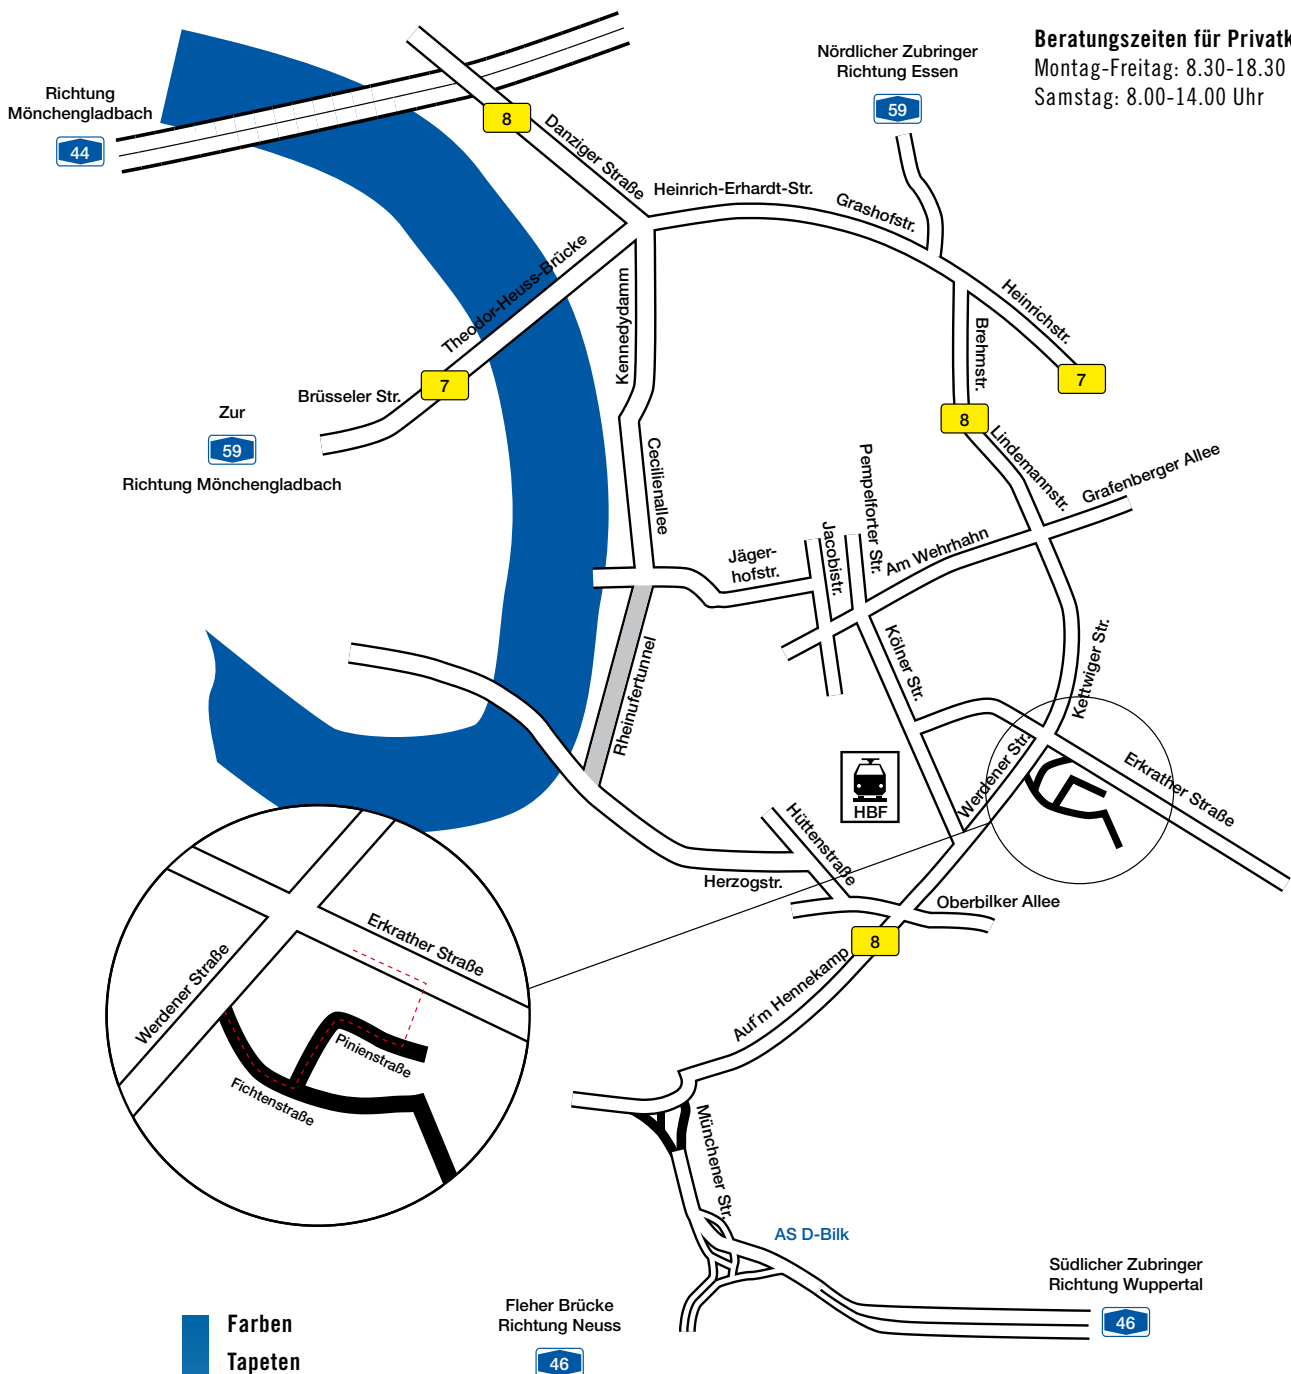 Beratungszeiten für
Montag-Freitag: 8.30-18.30
Samstag: 8.00-14.00 Uhr
Nördlicher Zubringer
Richtung Essen
59
Richtung
Mönchengladbach
44
8
Danziger Straße
Heinrich-Erhardt-Str.
Grashofstr.
Heinrichstr.
7
Theodor-Heuss-Brücke
Kennedydamm
Brehmstr.
8
Brüsseler Str.
7
Zur
59
Richtung Mönchengladbach
Cecilienallee
Lindemannstr.
Grafenberger Allee
Pempelforter Str.
Jacobistr.
Am Wehrhahn
Jäger-
hofstr.
Kölner Str.
Kettwiger Str.
Rheinufertunnel
Werdener Str.
Erkrather Straße
HBF
Hüttenstraße
Herzogstr.
Oberbilker Allee
8
Auf´m Hennekamp
Erkrather Straße
Werdener Straße
Pinienstraße
Fichtenstraße
Münchener Str.
AS D-Bilk
Südlicher Zubringer
Richtung Wuppertal
46
Fleher Brücke
Richtung Neuss
46
Farben
Tapeten